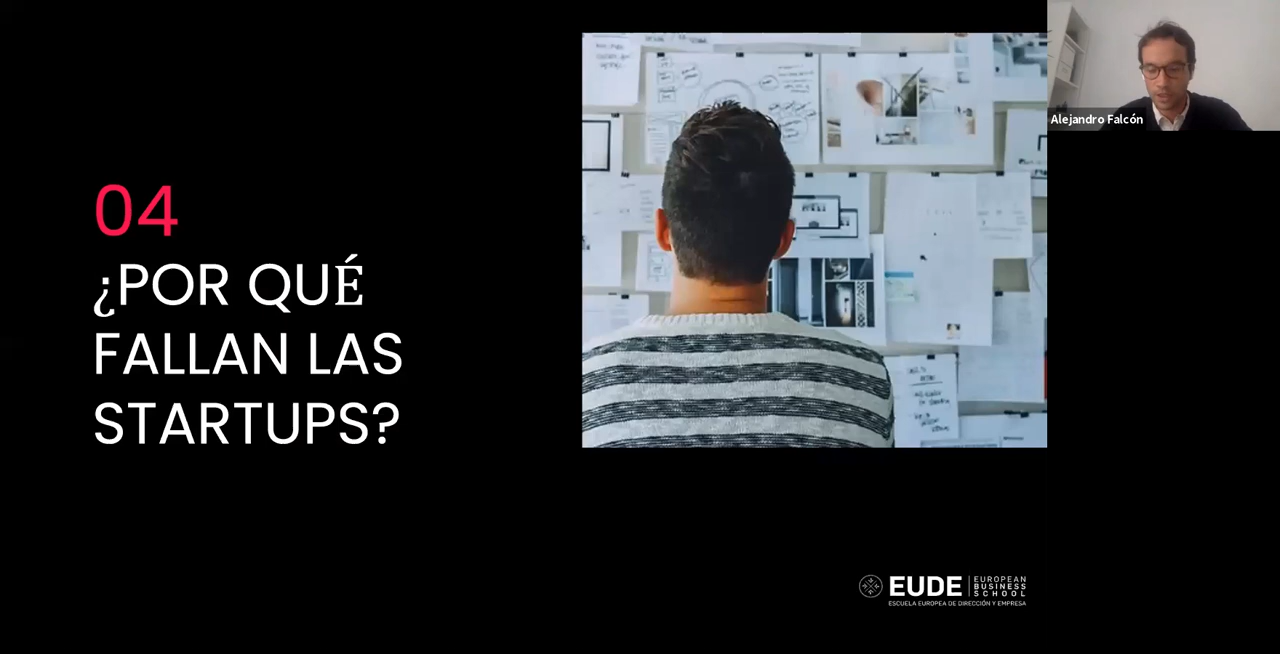 04
¿POR QUÉ
FALLAN LAS
STARTUPS?
Alejandro Falcón
EUDE
EUROPEAN
BUSINESS
SCHOOL
ESCUELA EUROPEA DE DIRECCIÓN Y EMPRESA